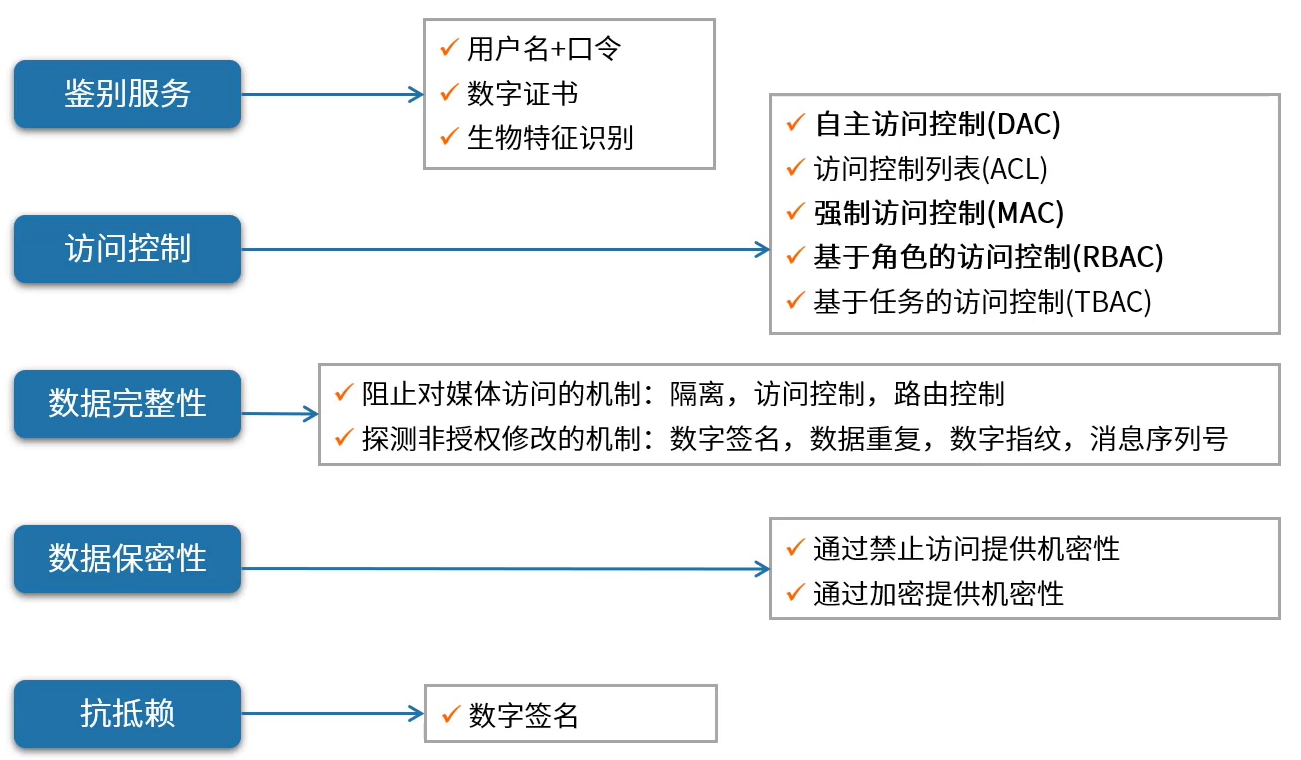 鉴别服务
用户名+口令
数字证书
生物特征识别
访问控制
自主访问控制(DAC)
访问控制列表(ACL)
强制访问控制(MAC)
基于角色的访问控制(RBAC)
基于任务的访问控制(TBAC)
数据完整性
阻止对媒体访问的机制：隔离，访问控制，路由控制
探测非授权修改的机制：数字签名，数据重复，数字指纹，消息序列号
数据保密性
通过禁止访问提供机密性
通过加密提供机密性
抗抵赖
数字签名